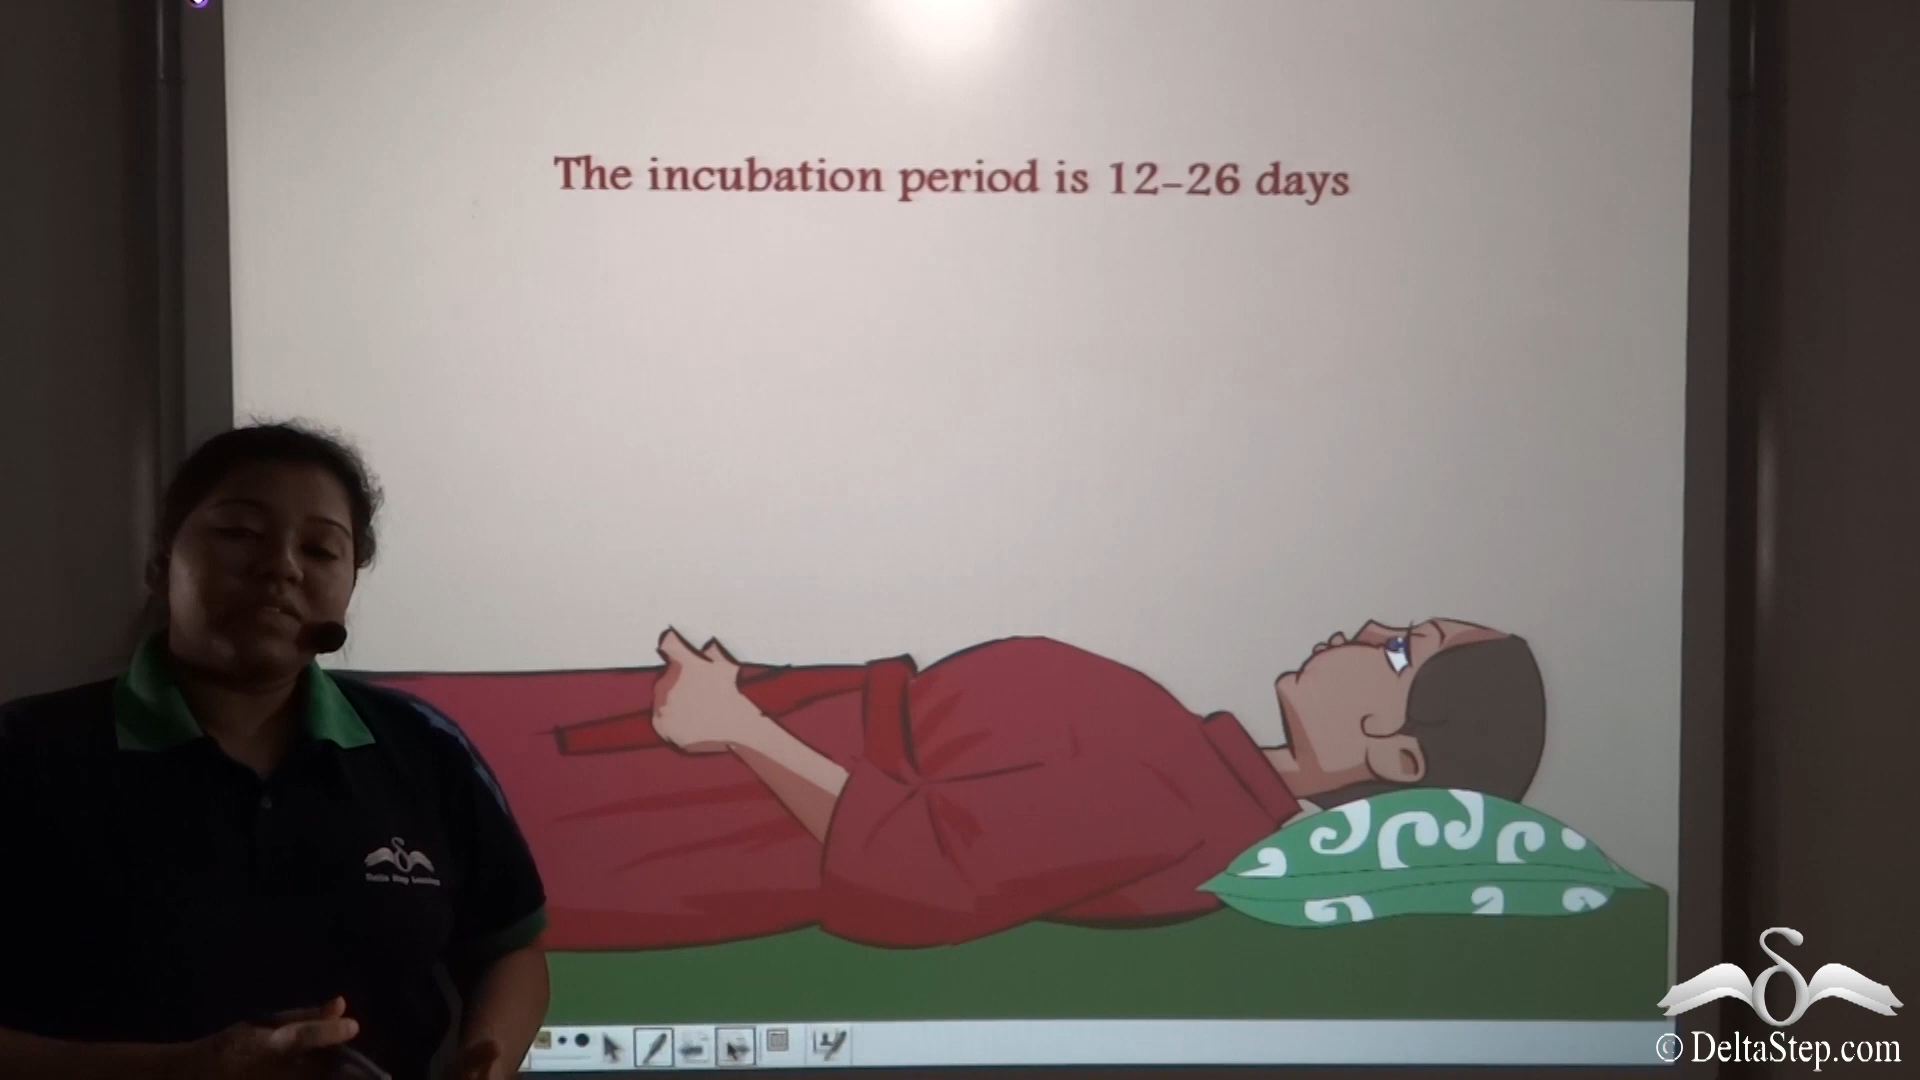 The incubation period is 12–26 days
© DeltaStep.com